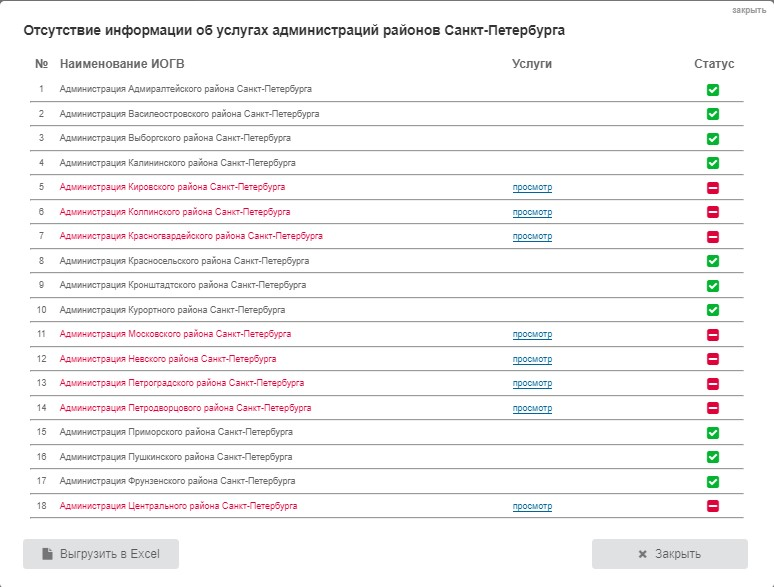 закрыть
Отсутствие информации об услугах администраций районов Санкт-Петербурга
№ Наименование ИОГВ Услуги Статус
1 Администрация Адмиралтейского района Санкт-Петербурга
2 Администрация Василеостровского района Санкт-Петербурга
3 Администрация Выборгского района Санкт-Петербурга
4 Администрация Калининского района Санкт-Петербурга
5 Администрация Кировского района Санкт-Петербурга просмотр
6 Администрация Колпинского района Санкт-Петербурга просмотр
7 Администрация Красногвардейского района Санкт-Петербурга просмотр
8 Администрация Красносельского района Санкт-Петербурга
9 Администрация Кронштадтского района Санкт-Петербурга
10 Администрация Курортного района Санкт-Петербурга
11 Администрация Московского района Санкт-Петербурга просмотр
12 Администрация Невского района Санкт-Петербурга просмотр
13 Администрация Петроградского района Санкт-Петербурга просмотр
14 Администрация Петродворцового района Санкт-Петербурга просмотр
15 Администрация Приморского района Санкт-Петербурга
16 Администрация Пушкинского района Санкт-Петербурга
17 Администрация Фрунзенского района Санкт-Петербурга
18 Администрация Центрального района Санкт-Петербурга просмотр
Выгрузить в Excel Закрыть